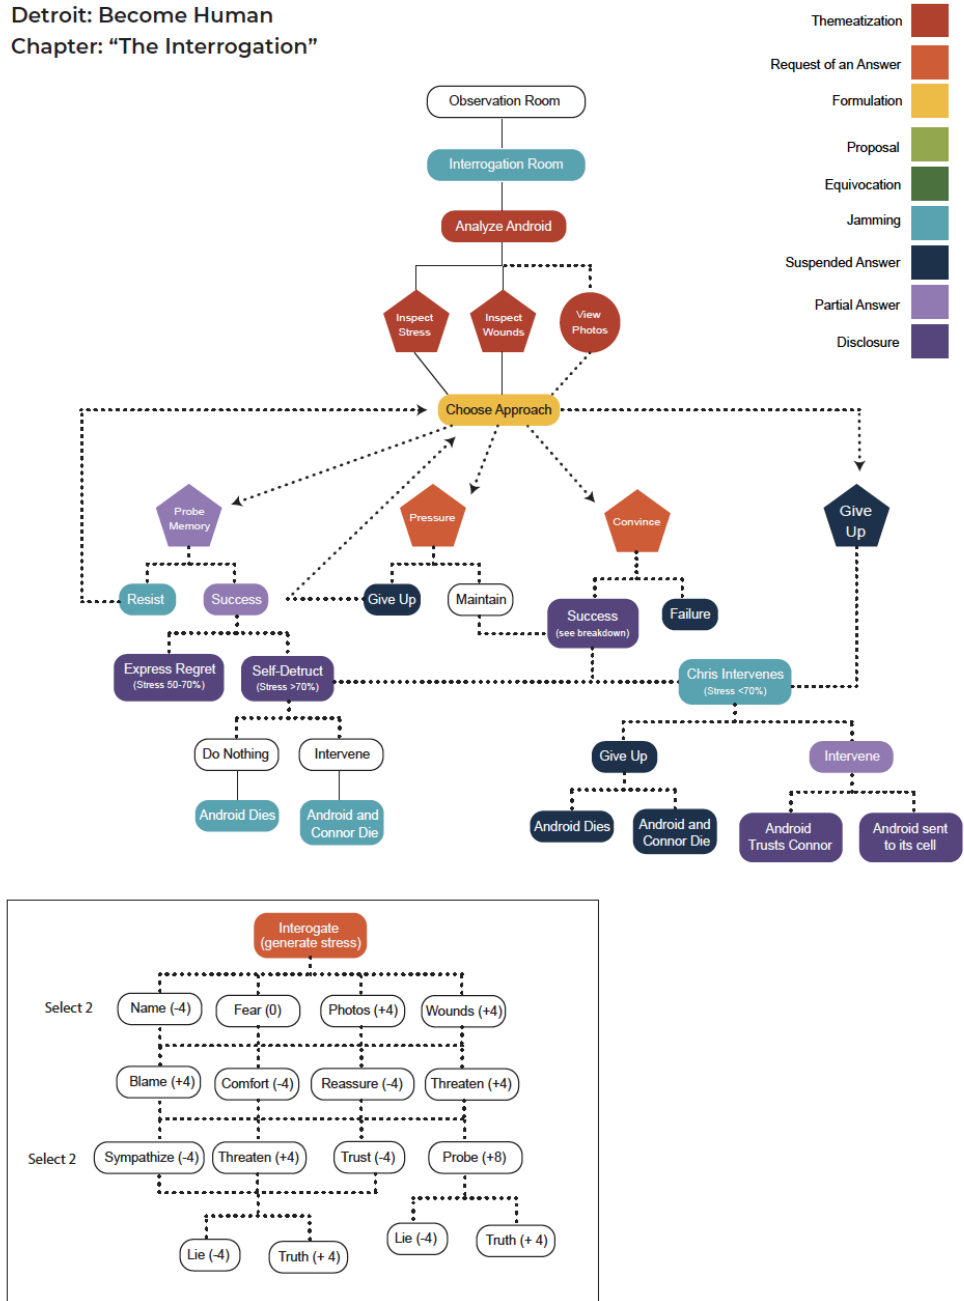 Detroit: Become Human
Chapter: “The Interrogation”
Themeatization
Request of an Answer
Formulation
Proposal
Equivocation
Jamming
Suspended Answer
Partial Answer
Disclosure
Observation Room
Interrogation Room
Analyze Android
Inspect
Stress
Inspect
Wounds
View
Photos
Choose Approach
Probe
Memory
Pressure
Convince
Give
Up
Resist
Success
Give Up
Maintain
Success
(see breakdown)
Failure
Express Regret
(Stress 50-70%)
Self-Detruct
(Stress >70%)
Chris Intervenes
(Stress <70%)
Do Nothing
Intervene
Give Up
Intervene
Android Dies
Android and
Connor Die
Android Dies
Android and
Connor Die
Android
Trusts Connor
Android sent
to its cell
Interogate
(generate stress)
Select 2
Name (-4)
Fear (0)
Photos (+4)
Wounds (+4)
Blame (+4)
Comfort (-4)
Reassure (-4)
Threaten (+4)
Select 2
Sympathize (-4)
Threaten (+4)
Trust (-4)
Probe (+8)
Lie (-4)
Truth (+ 4)
Lie (-4)
Truth (+ 4)